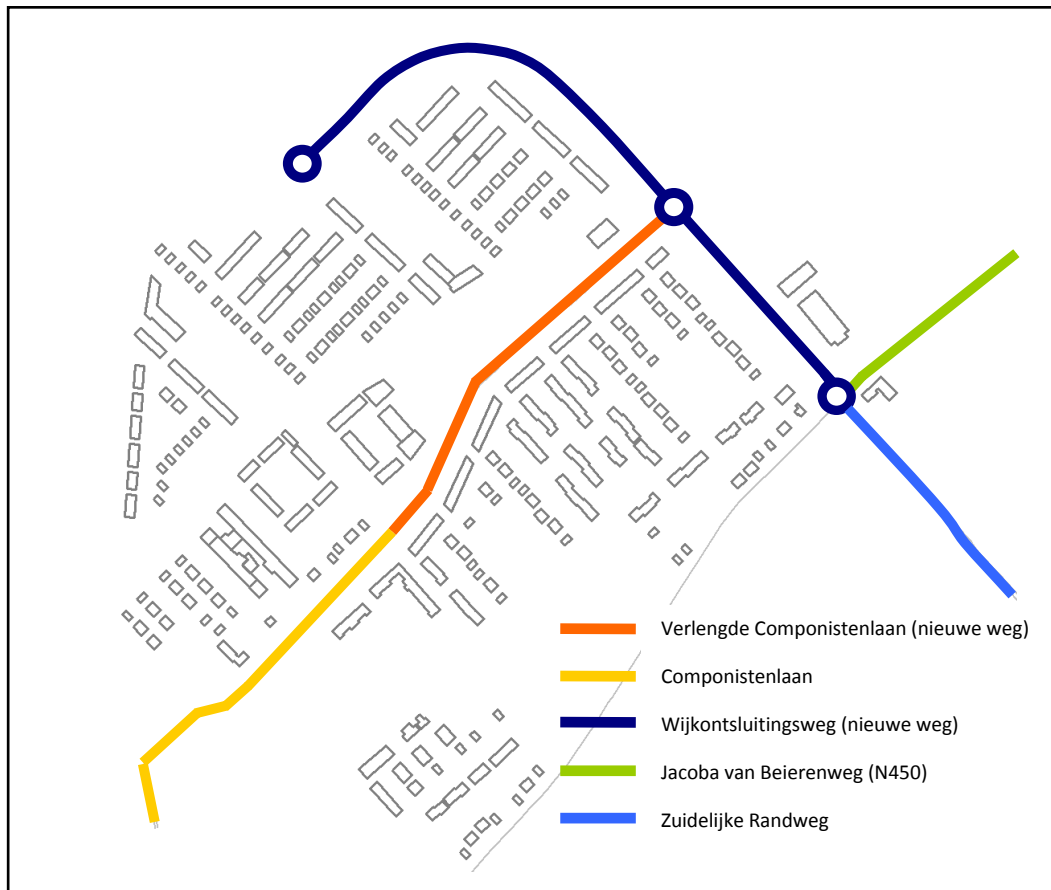 Verlengde Componistenlaan (nieuwe weg)
Componistenlaan
Wijkontsluitingsweg (nieuwe weg)
Jacoba van Beierenweg (N450)
Zuidelijke Randweg